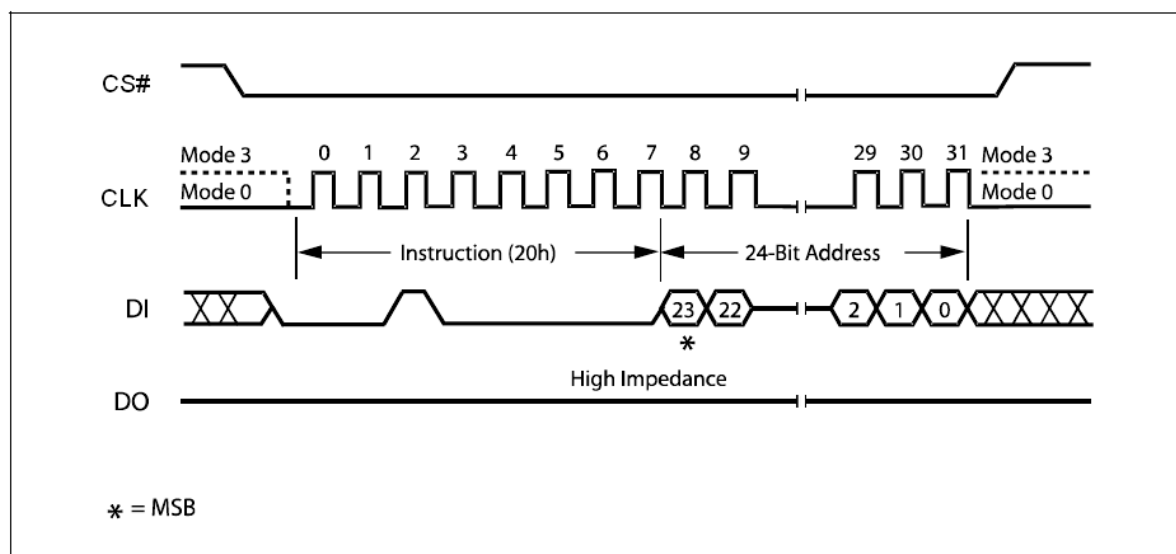 CS#
Mode 3 0 1 2 3 4 5 6 7 8 9 29 30 31 Mode 3
CLK Mode 0 Mode 0
Instruction (20h) 24-Bit Address
DI 23 22 2 1 0
*
High Impedance
DO
* = MSB